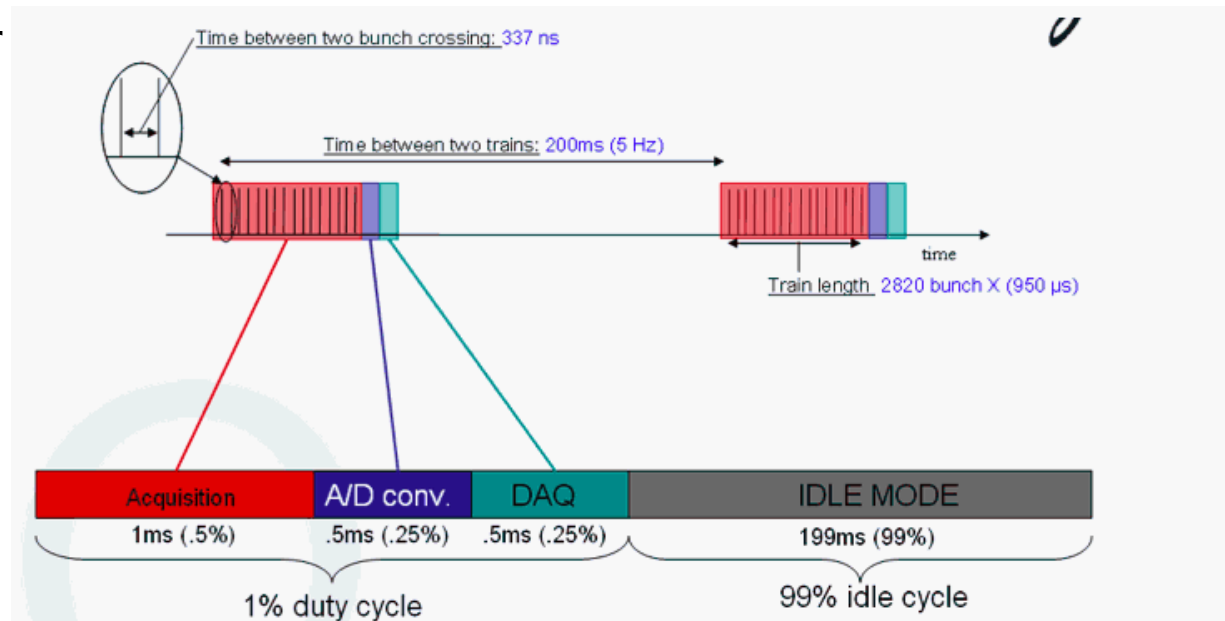 Time between two bunch crossing: 337 ns
Time between two trains: 200ms (5 Hz)
time
Train length 2820 bunch X (950 µs)
Acquisition A/D conv. DAQ IDLE MODE
1ms (.5%) .5ms (.25%) .5ms (.25%) 199ms (99%)
1% duty cycle 99% idle cycle